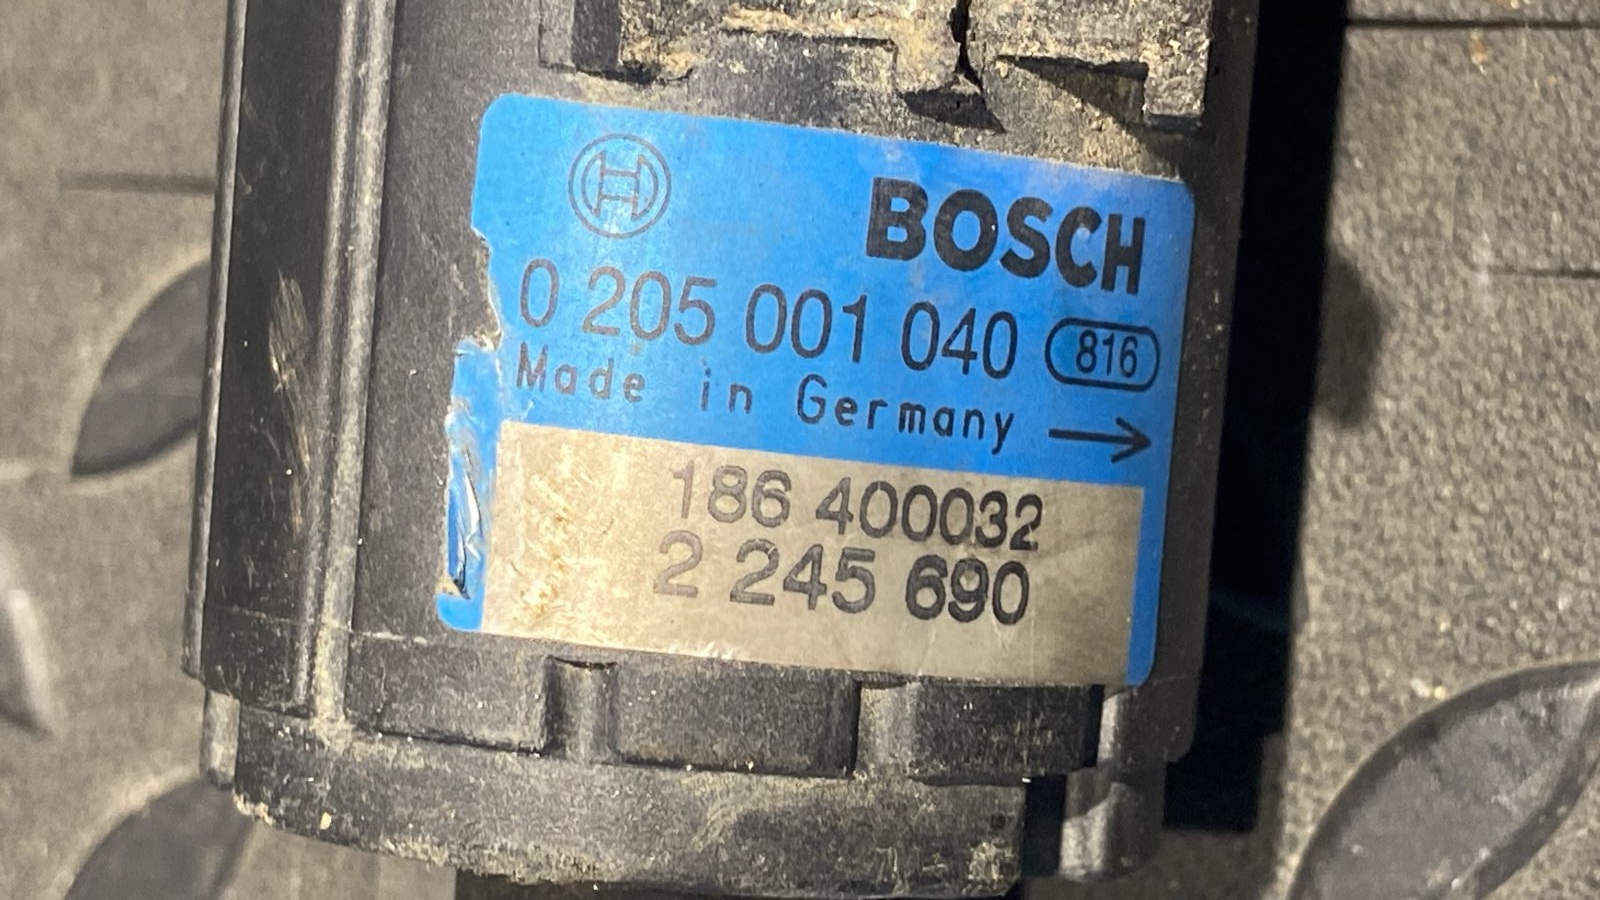 BOSCH
0 205 001 040 816
Made in Germany →
186 400032
2 245 690